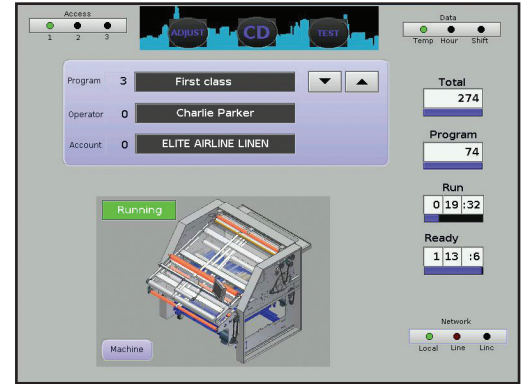 Access
1 2 3
ADJUST CD TEST
Data
Temp Hour Shift
Program 3 First class
Operator 0 Charlie Parker
Account 0 ELITE AIRLINE LINEN
Total
274
Program
74
Run
0 19 :32
Ready
1 13 :6
Running
Machine
Network
Local Line Linc